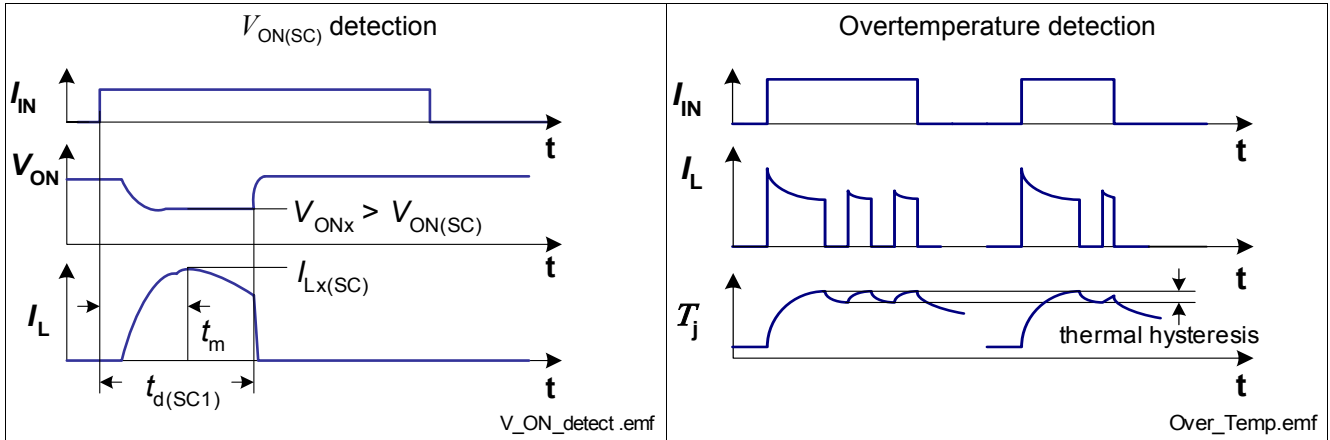 V_ON(SC) detection
I_IN
t
V_ON
V_ONx > V_ON(SC)
t
I_Lx(SC)
I_L
t_m
t_d(SC1)
t
V_ON_detect .emf
Overtemperature detection
I_IN
t
I_L
t
T_j
thermal hysteresis
t
Over_Temp.emf